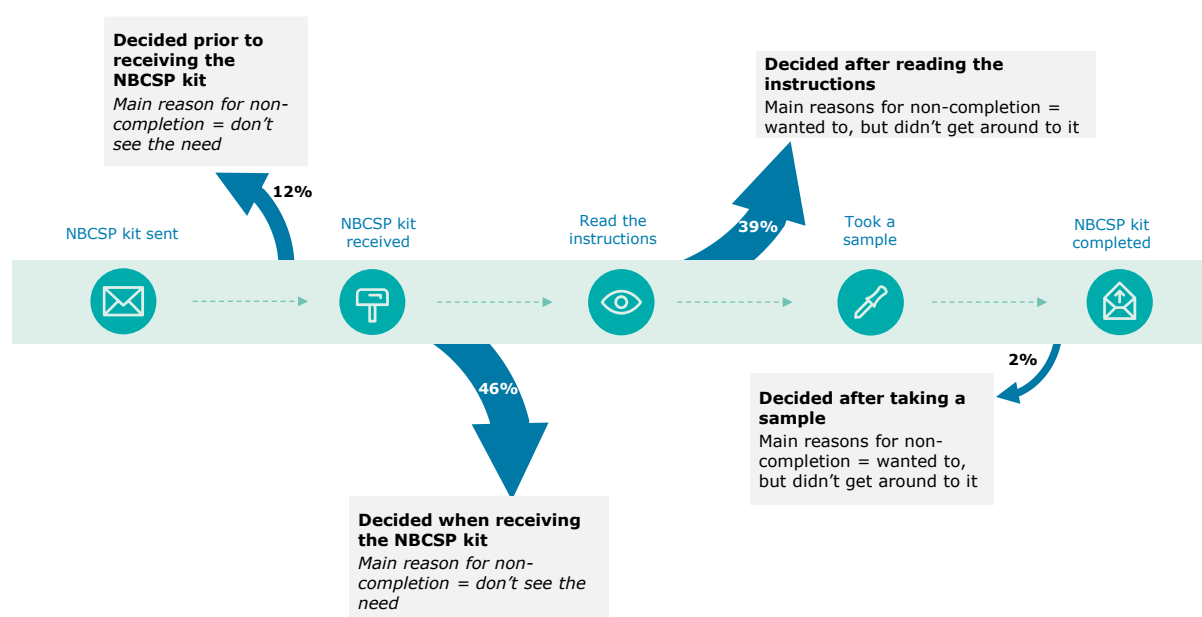 Decided prior to
receiving the
NBCSP kit
Main reason for non-
completion = don’t
see the need
12%
Decided after reading the
instructions
Main reasons for non-completion =
wanted to, but didn’t get around to it
39%
NBCSP kit sent
NBCSP kit
received
Read the
instructions
Took a
sample
NBCSP kit
completed
46%
Decided when receiving
the NBCSP kit
Main reason for non-
completion = don’t see the
need
2%
Decided after taking a
sample
Main reasons for non-
completion = wanted to,
but didn’t get around to it